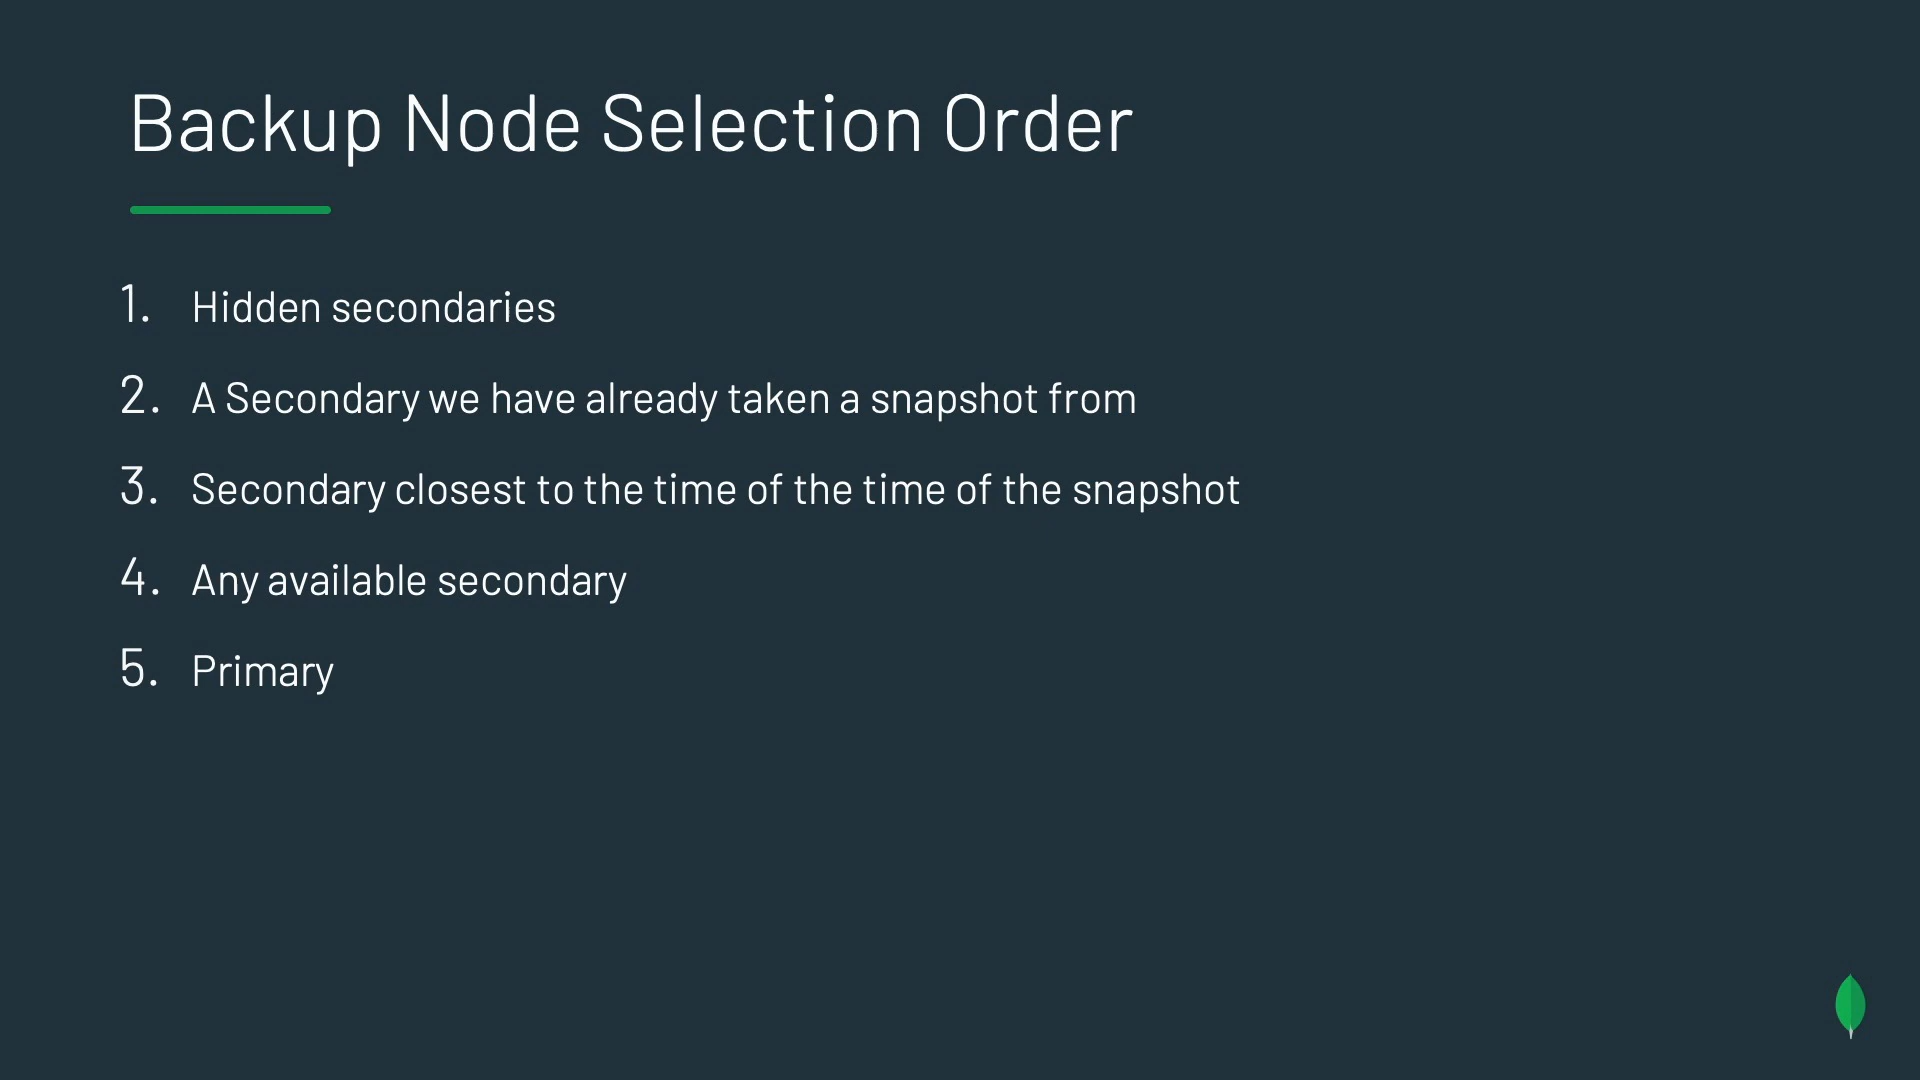 Backup Node Selection Order
1. Hidden secondaries
2. A Secondary we have already taken a snapshot from
3. Secondary closest to the time of the time of the snapshot
4. Any available secondary
5. Primary